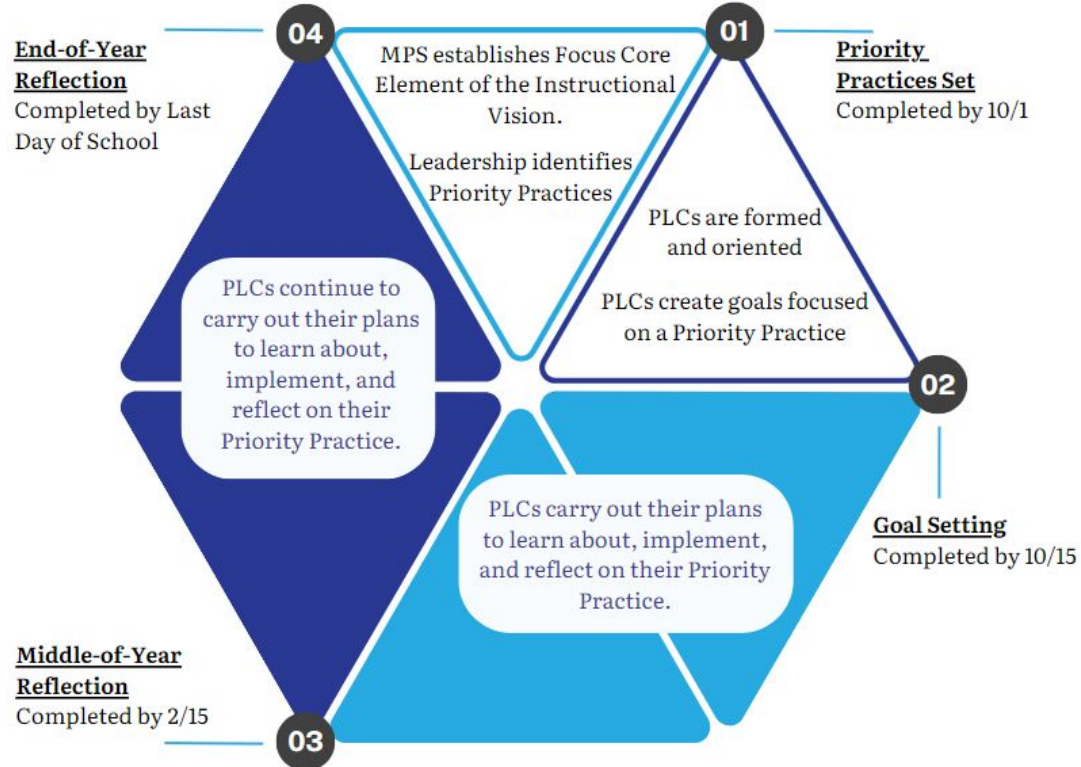 04
End-of-Year
Reflection
Completed by Last
Day of School
MPS establishes Focus Core
Element of the Instructional
Vision.
Leadership identifies
Priority Practices
01
Priority
Practices Set
Completed by 10/1
PLCs are formed
and oriented
PLCs create goals focused
on a Priority Practice
02
Goal Setting
Completed by 10/15
PLCs carry out their plans
to learn about, implement,
and reflect on their Priority
Practice.
03
Middle-of-Year
Reflection
Completed by 2/15
PLCs continue to
carry out their plans
to learn about,
implement, and
reflect on their
Priority Practice.